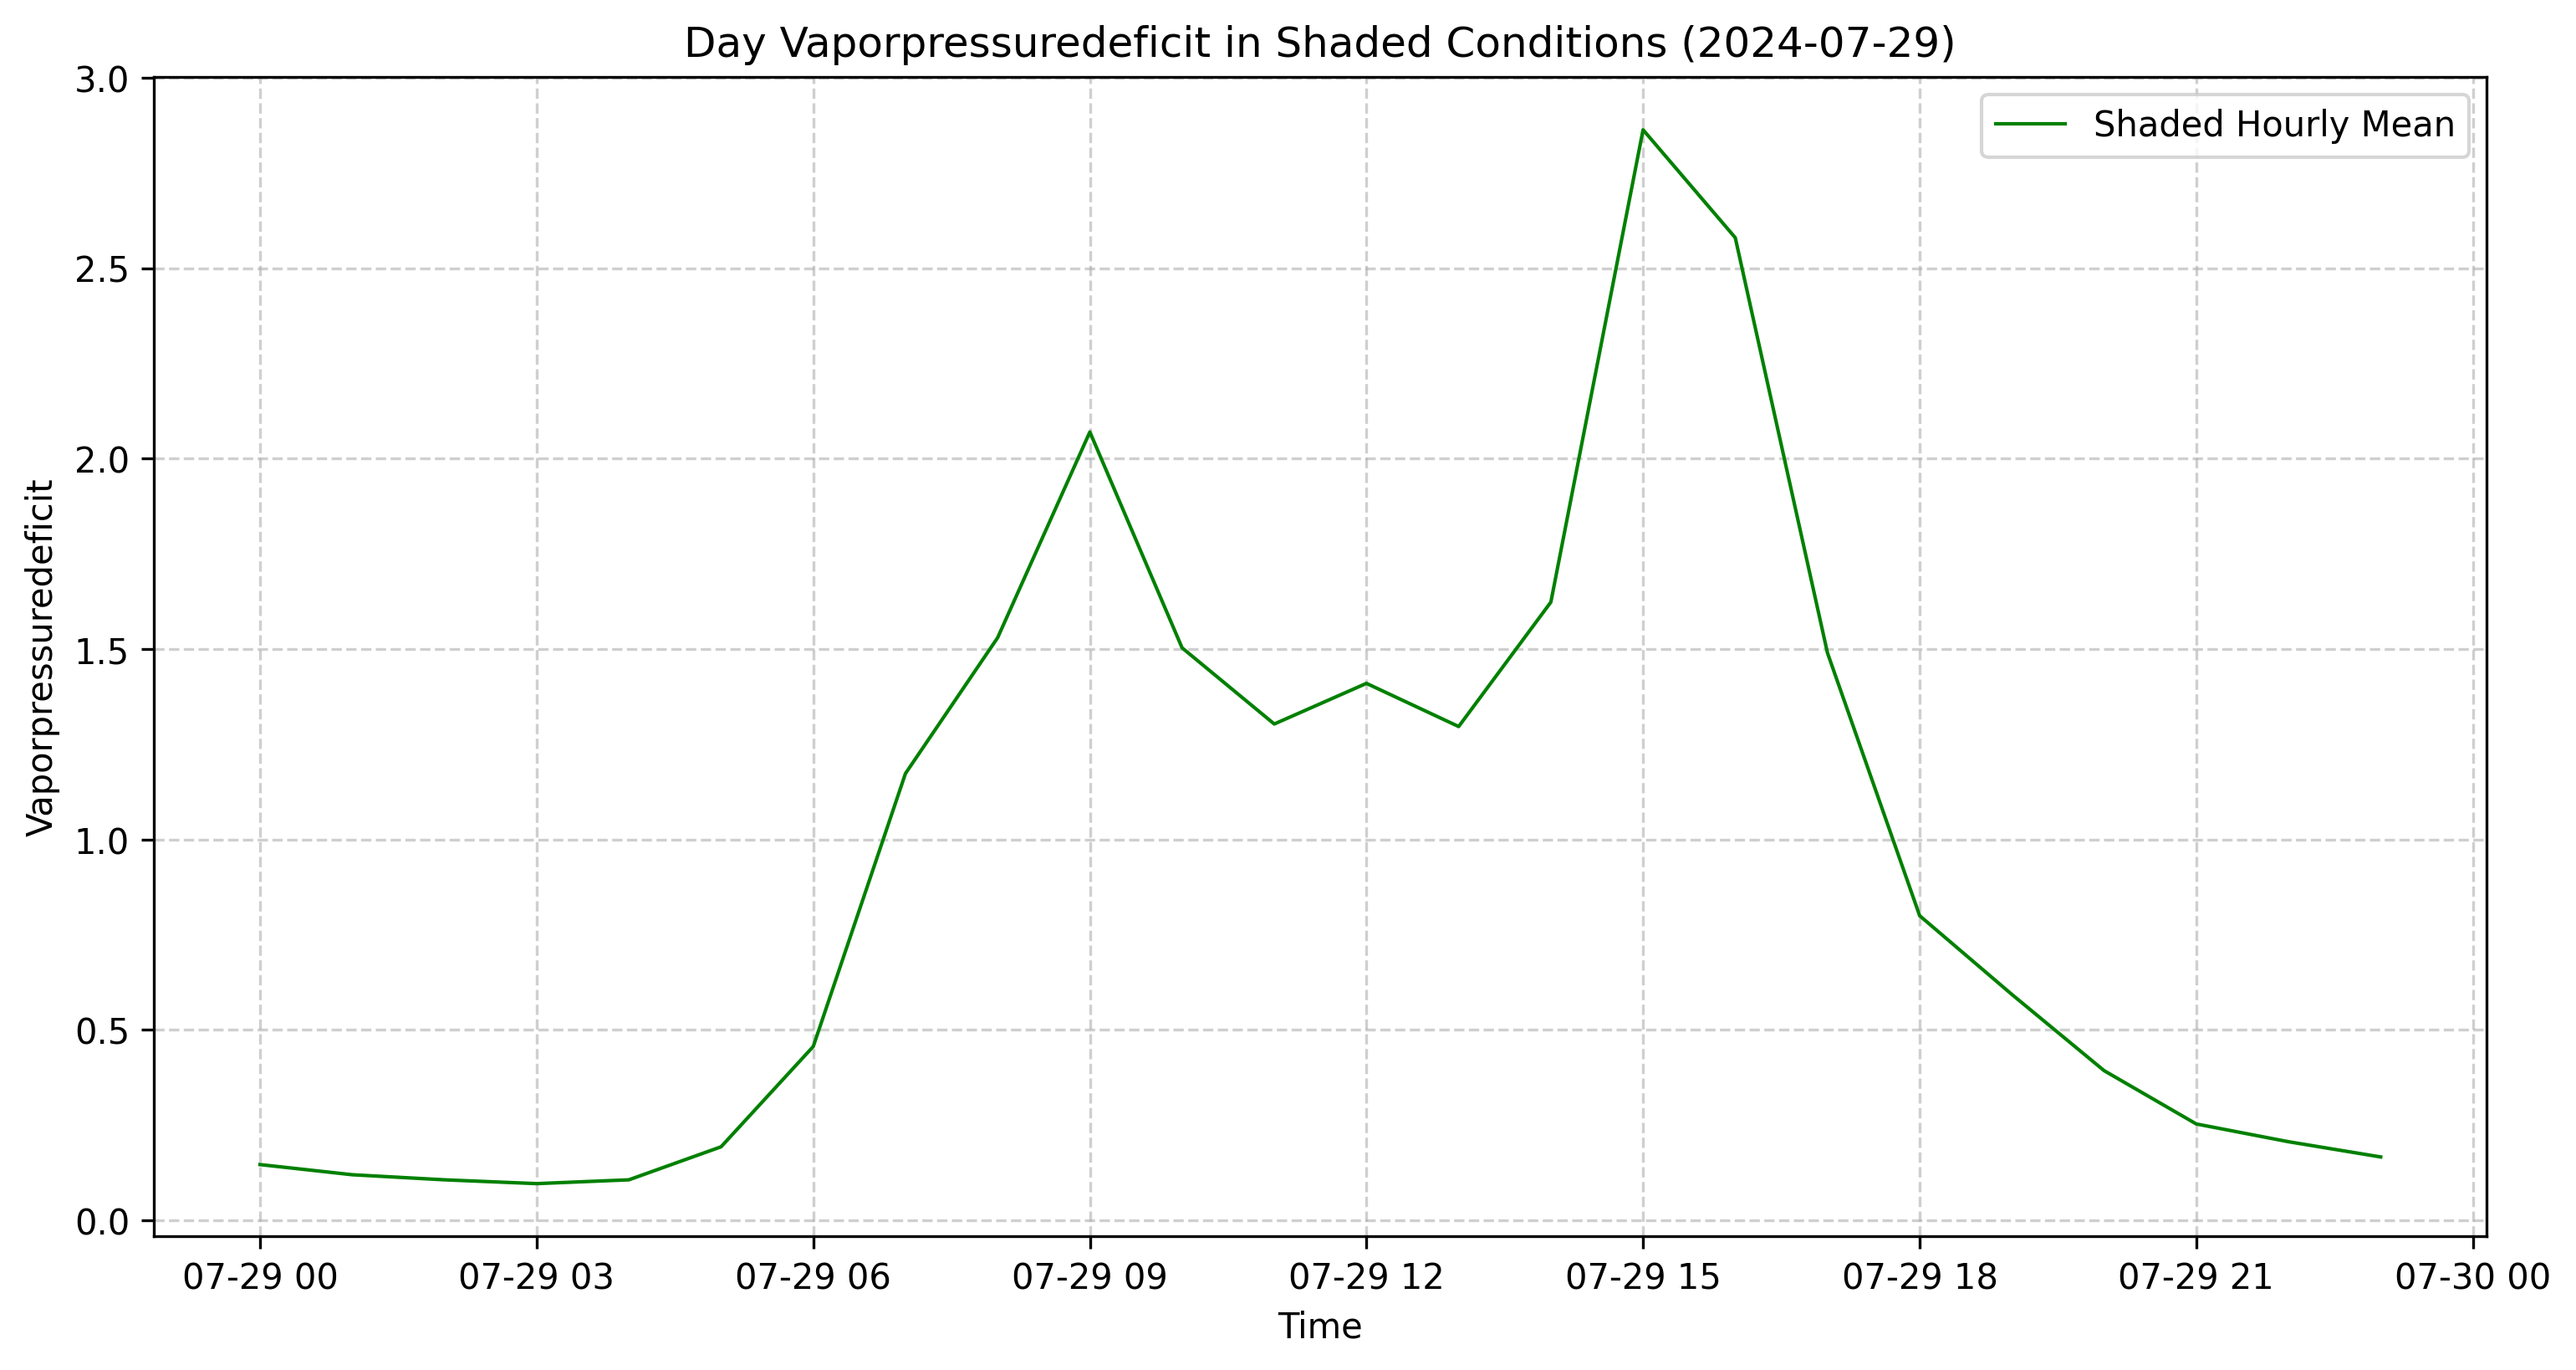 Day Vaporpressuredeficit in Shaded Conditions (2024-07-29)
Shaded Hourly Mean
Vaporpressuredeficit
3.0
2.5
2.0
1.5
1.0
0.5
0.0
07-29 00 07-29 03 07-29 06 07-29 09 07-29 12 07-29 15 07-29 18 07-29 21 07-30 00
Time